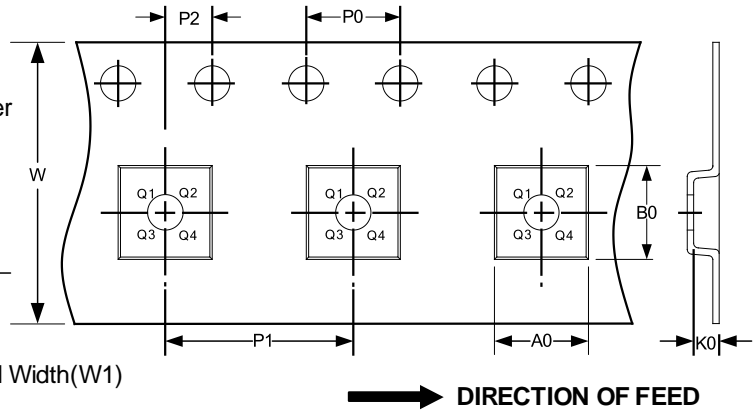 P2 P0
er
W
Q1 Q2 Q1 Q2 Q1 Q2
B0
Q3 Q4 Q3 Q4 Q3 Q4
P1 A0 K0
l Width(W1)
DIRECTION OF FEED